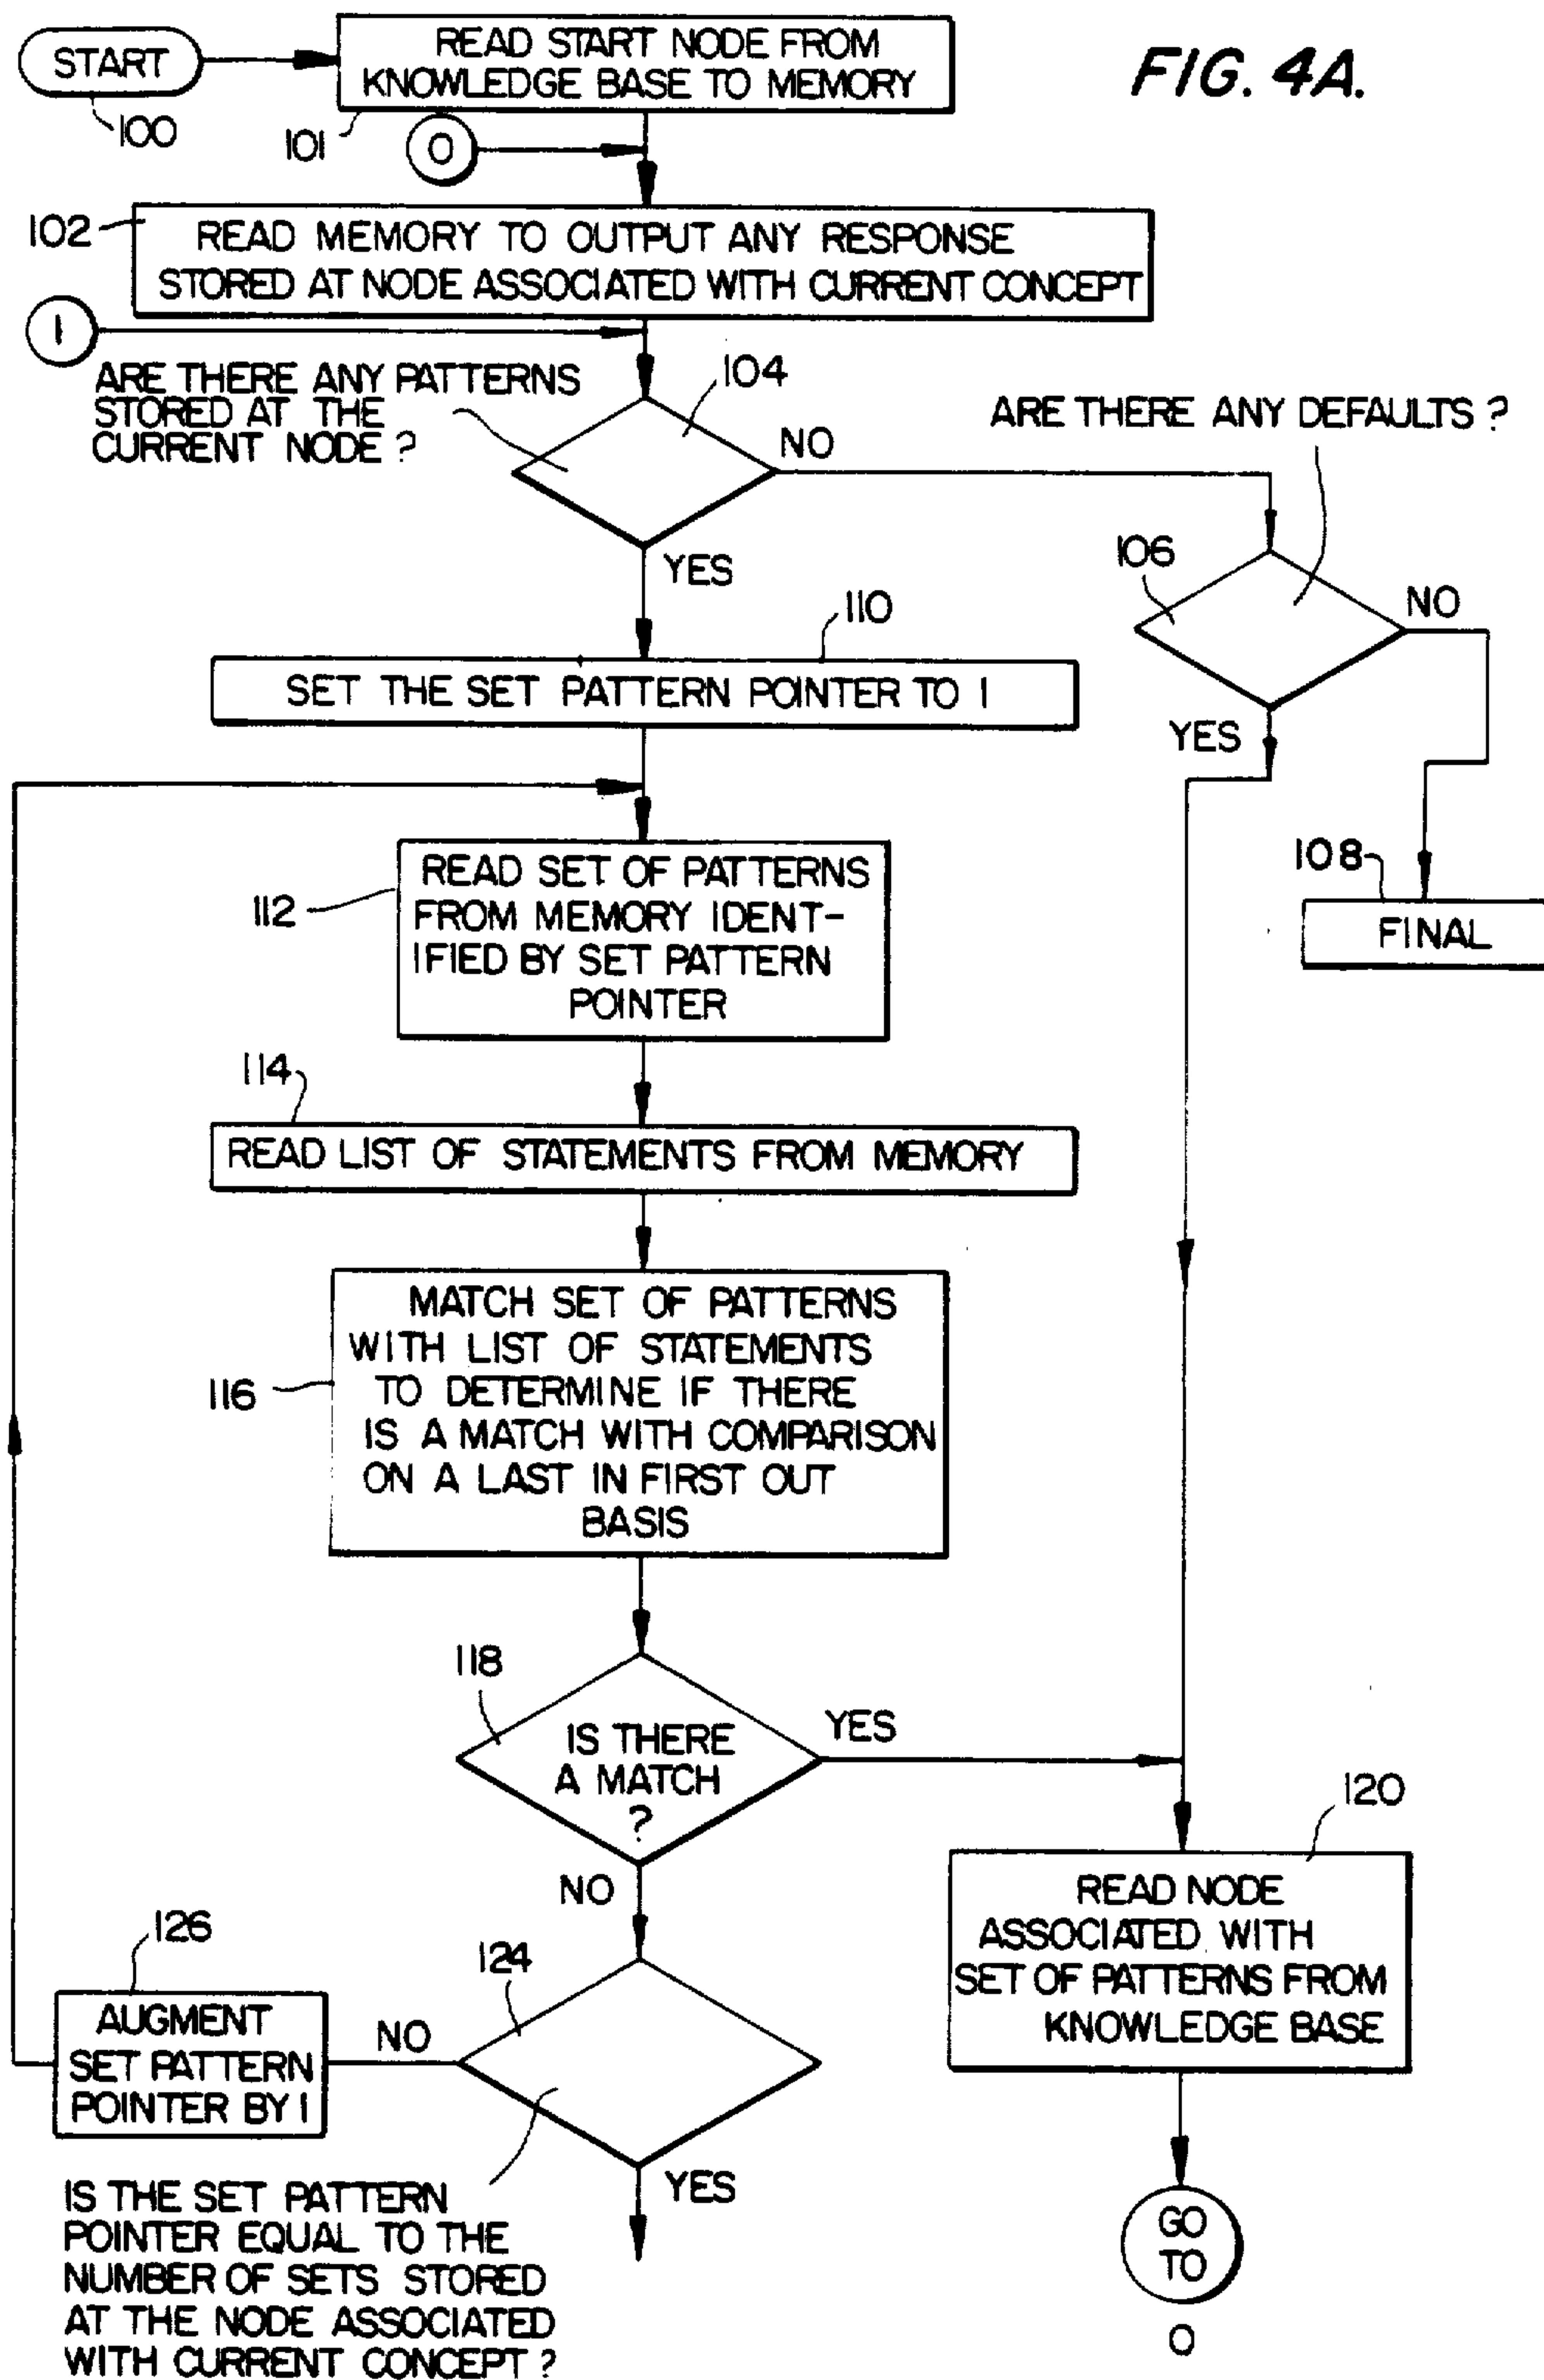 FIG. 4A.
START
100
READ START NODE FROM
KNOWLEDGE BASE TO MEMORY
101
0
102
READ MEMORY TO OUTPUT ANY RESPONSE
STORED AT NODE ASSOCIATED WITH CURRENT CONCEPT
1
ARE THERE ANY PATTERNS
STORED AT THE
CURRENT NODE ?
104
NO
YES
ARE THERE ANY DEFAULTS ?
106
NO
YES
108
FINAL
110
SET THE SET PATTERN POINTER TO 1
112
READ SET OF PATTERNS
FROM MEMORY IDENT-
IFIED BY SET PATTERN
POINTER
114
READ LIST OF STATEMENTS FROM MEMORY
116
MATCH SET OF PATTERNS
WITH LIST OF STATEMENTS
TO DETERMINE IF THERE
IS A MATCH WITH COMPARISON
ON A LAST IN FIRST OUT
BASIS
118
IS THERE
A MATCH
?
YES
NO
120
READ NODE
ASSOCIATED WITH
SET OF PATTERNS FROM
KNOWLEDGE BASE
GO
TO
0
124
NO
YES
126
AUGMENT
SET PATTERN
POINTER BY 1
IS THE SET PATTERN
POINTER EQUAL TO THE
NUMBER OF SETS STORED
AT THE NODE ASSOCIATED
WITH CURRENT CONCEPT ?